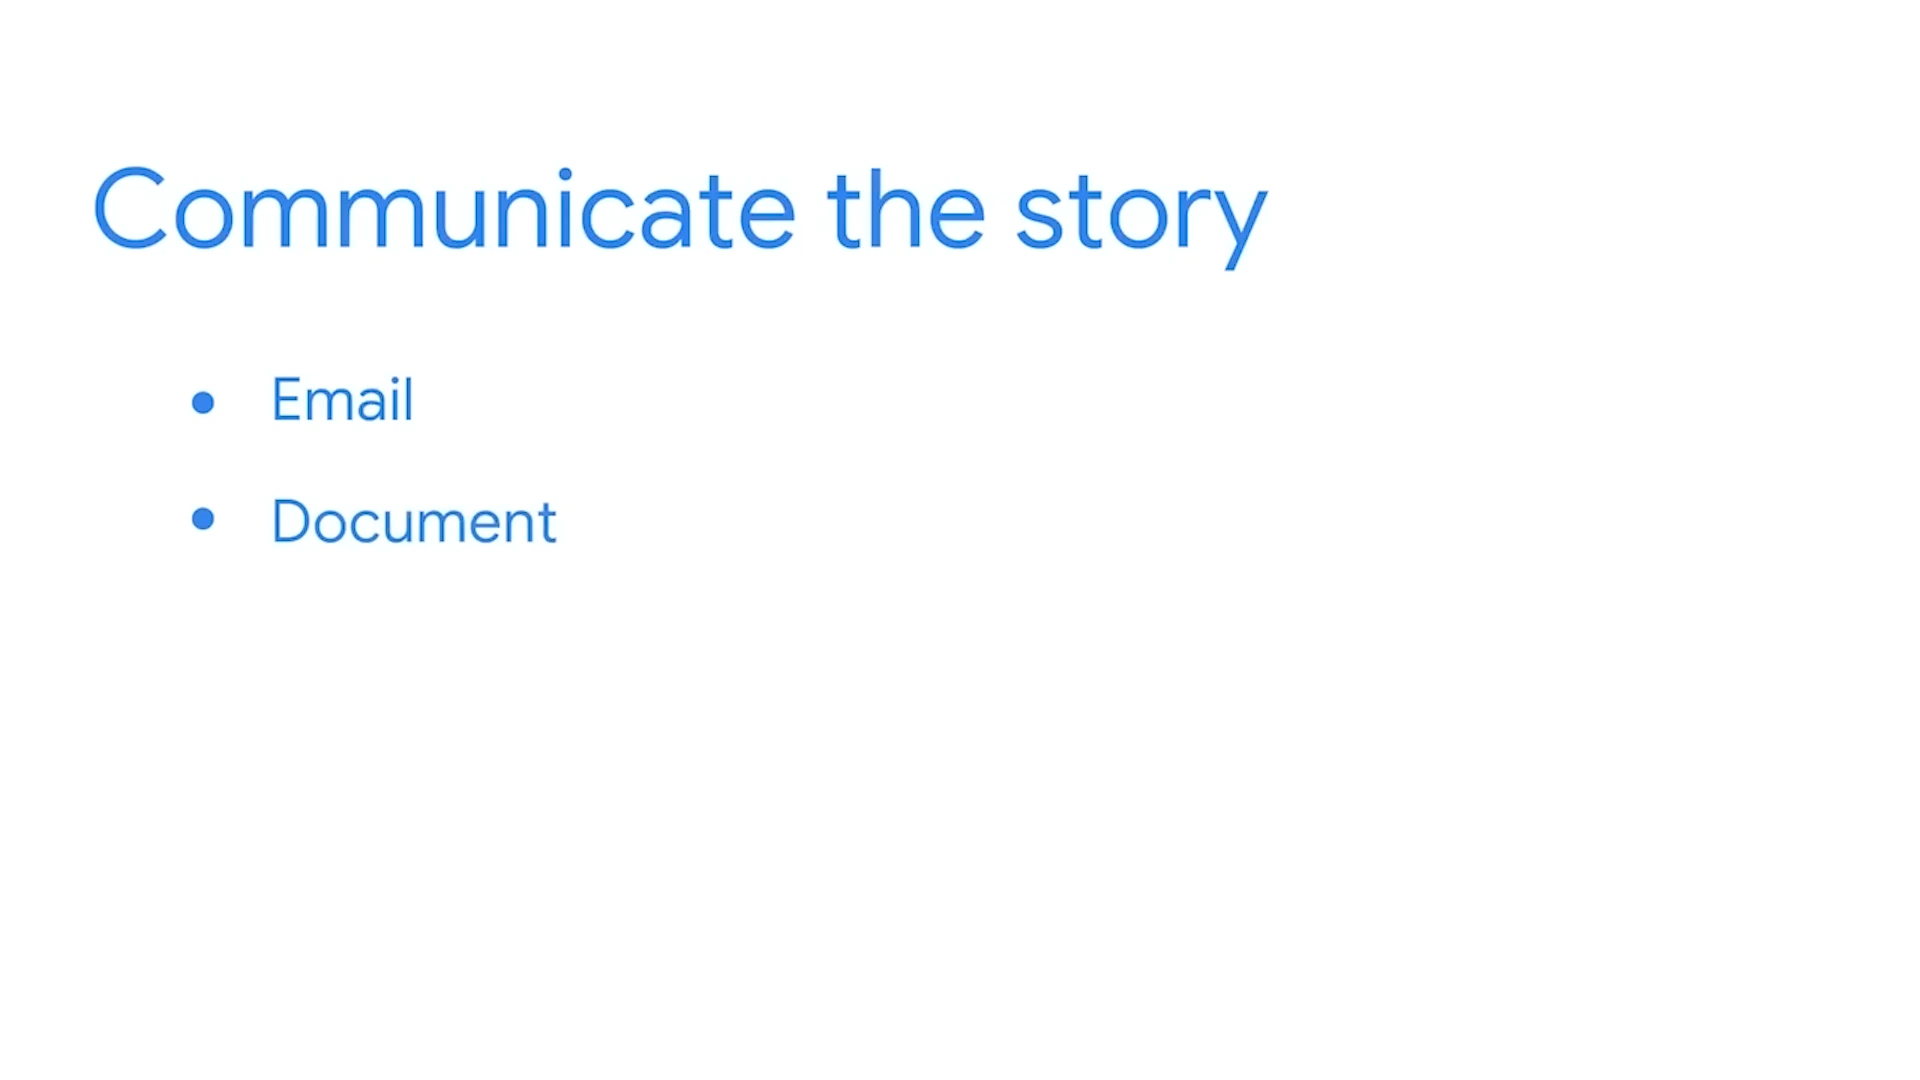 Communicate the story
● Email
● Document